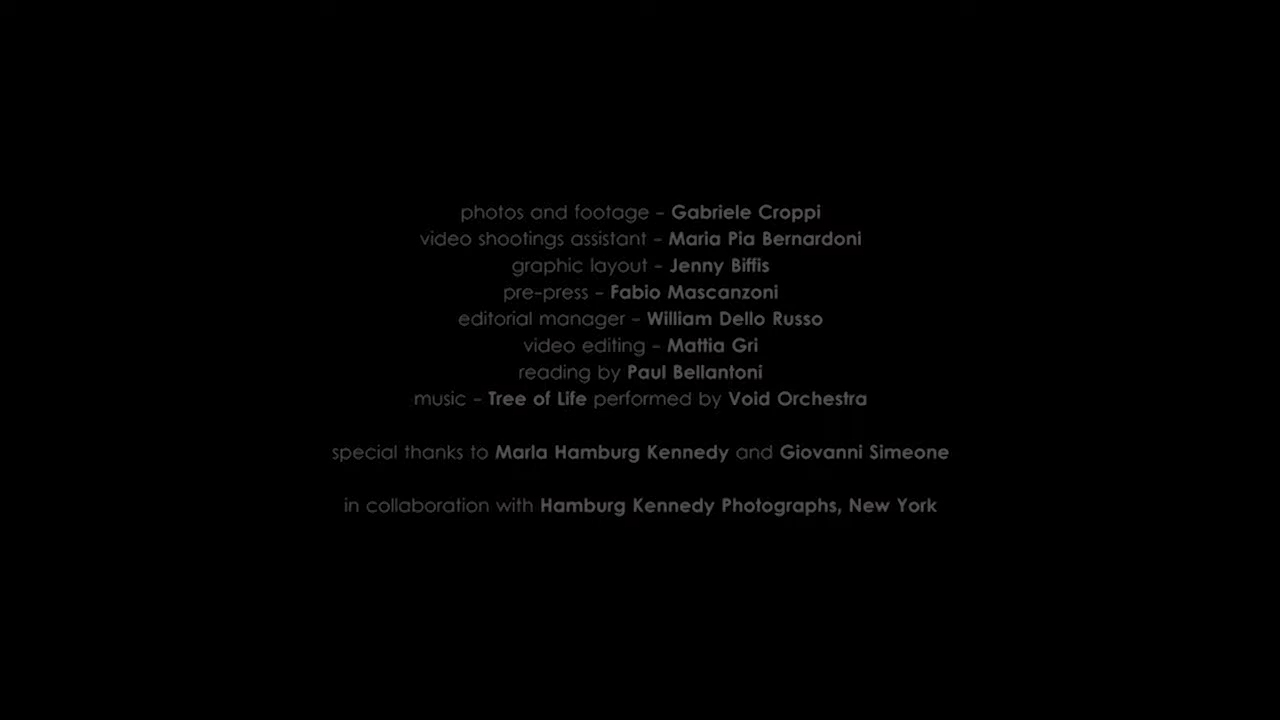 photos and footage - Gabriele Croppi
video shootings assistant - Maria Pia Bernardoni
graphic layout - Jenny Biffis
pre-press - Fabio Mascanzoni
editorial manager - William Dello Russo
video editing - Mattia Gri
reading by Paul Bellantoni
music - Tree of Life performed by Void Orchestra
special thanks to Marla Hamburg Kennedy and Giovanni Simeone
in collaboration with Hamburg Kennedy Photographs, New York